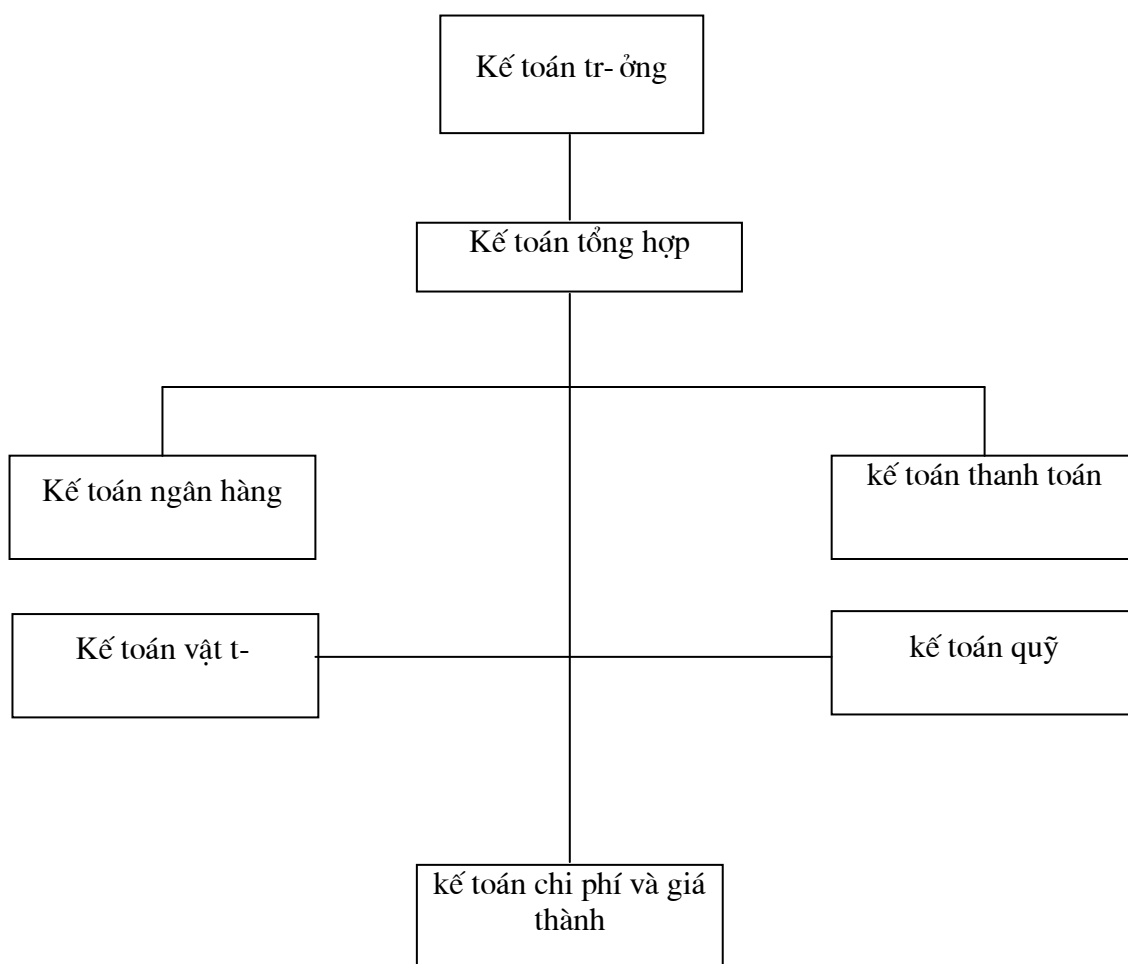 Kế toán tr- ởng
Kế toán tổng hợp
Kế toán ngân hàng
kế toán thanh toán
Kế toán vật t-
kế toán quỹ
kế toán chi phí và giá
thành